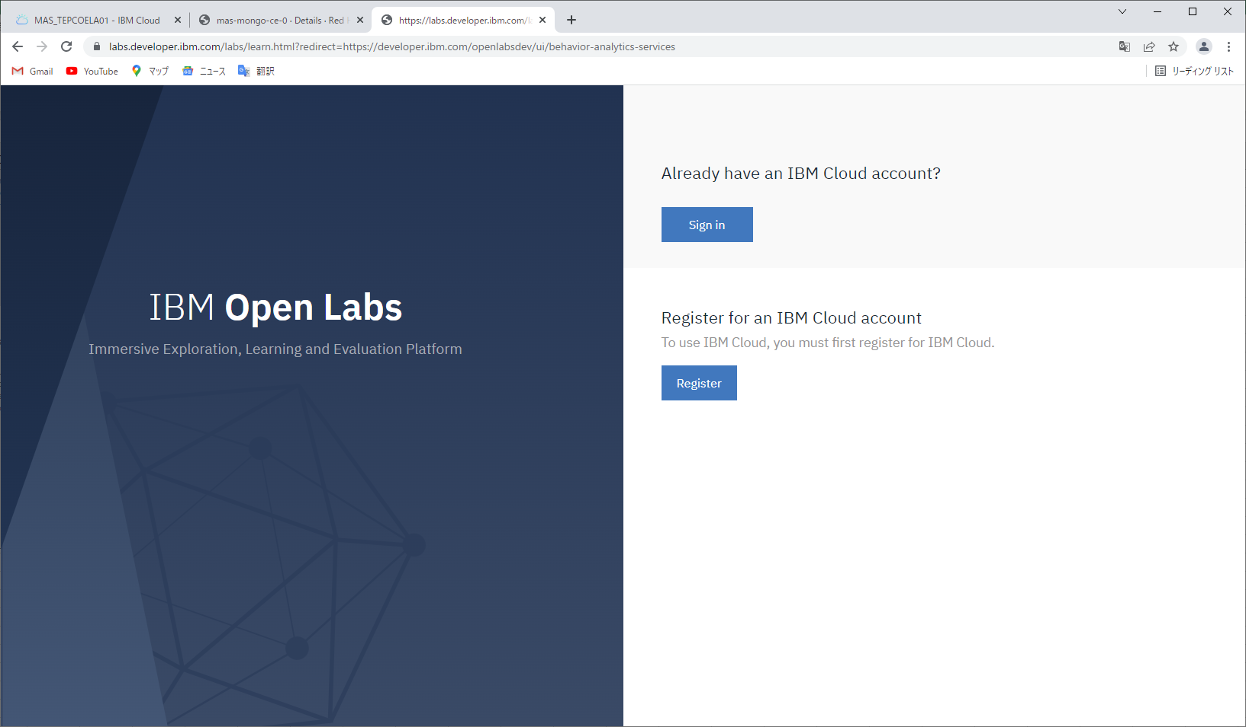 MAS_TEPCOELA01 - IBM Cloud
mas-mongo-ce-0 · Details · Red
https://labs.developer.ibm.com/
labs.developer.ibm.com/labs/learn.html?redirect=https://developer.ibm.com/openlabsdev/ui/behavior-analytics-services
Gmail
YouTube
マップ
ニュース
翻訳
リーディング リスト
IBM Open Labs
Immersive Exploration, Learning and Evaluation Platform
Already have an IBM Cloud account?
Sign in
Register for an IBM Cloud account
To use IBM Cloud, you must first register for IBM Cloud.
Register